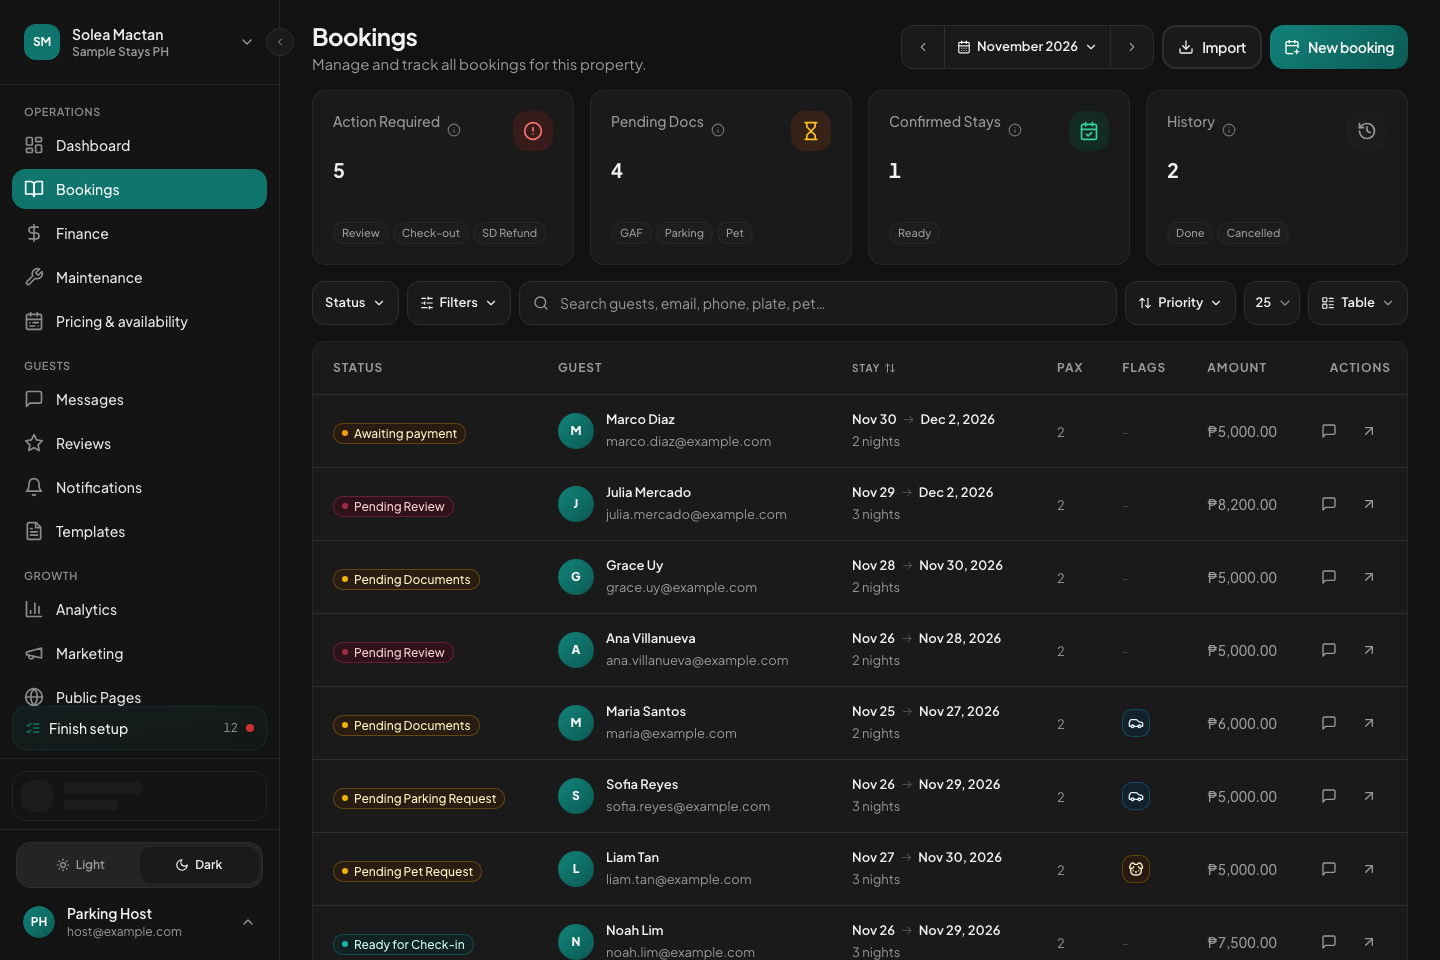 SM
Solea Mactan
Sample Stays PH
OPERATIONS
Dashboard
Bookings
Finance
Maintenance
Pricing & availability
GUESTS
Messages
Reviews
Notifications
Templates
GROWTH
Analytics
Marketing
Public Pages
Finish setup 12
Light Dark
PH
Parking Host
host@example.com
Bookings
Manage and track all bookings for this property.
November 2026
Import
New booking
Action Required
5
Review Check-out SD Refund
Pending Docs
4
GAF Parking Pet
Confirmed Stays
1
Ready
History
2
Done Cancelled
Status
Filters
Search guests, email, phone, plate, pet...
Priority
25
Table
STATUS GUEST STAY PAX FLAGS AMOUNT ACTIONS
Awaiting payment M Marco Diaz Nov 30 → Dec 2, 2026 2 - ₱5,000.00
marco.diaz@example.com 2 nights
Pending Review J Julia Mercado Nov 29 → Dec 2, 2026 2 - ₱8,200.00
julia.mercado@example.com 3 nights
Pending Documents G Grace Uy Nov 28 → Nov 30, 2026 2 - ₱5,000.00
grace.uy@example.com 2 nights
Pending Review A Ana Villanueva Nov 26 → Nov 28, 2026 2 - ₱5,000.00
ana.villanueva@example.com 2 nights
Pending Documents M Maria Santos Nov 25 → Nov 27, 2026 2 ₱6,000.00
maria@example.com 2 nights
Pending Parking Request S Sofia Reyes Nov 26 → Nov 29, 2026 2 ₱5,000.00
sofia.reyes@example.com 3 nights
Pending Pet Request L Liam Tan Nov 27 → Nov 30, 2026 2 ₱5,000.00
liam.tan@example.com 3 nights
Ready for Check-in N Noah Lim Nov 26 → Nov 29, 2026 2 - ₱7,500.00
noah.lim@example.com 3 nights